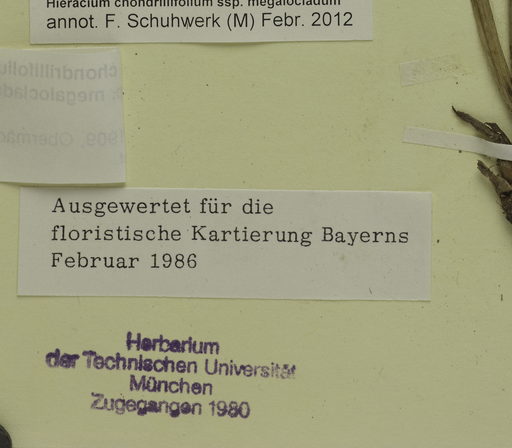 Hieracium chondrillifolium ssp. megalocladum
annot. F. Schuhwerk (M) Febr. 2012
Ausgewertet für die
floristische Kartierung Bayerns
Februar 1986
Herbarium
der Technischen Universität
München
Zugegangen 1980